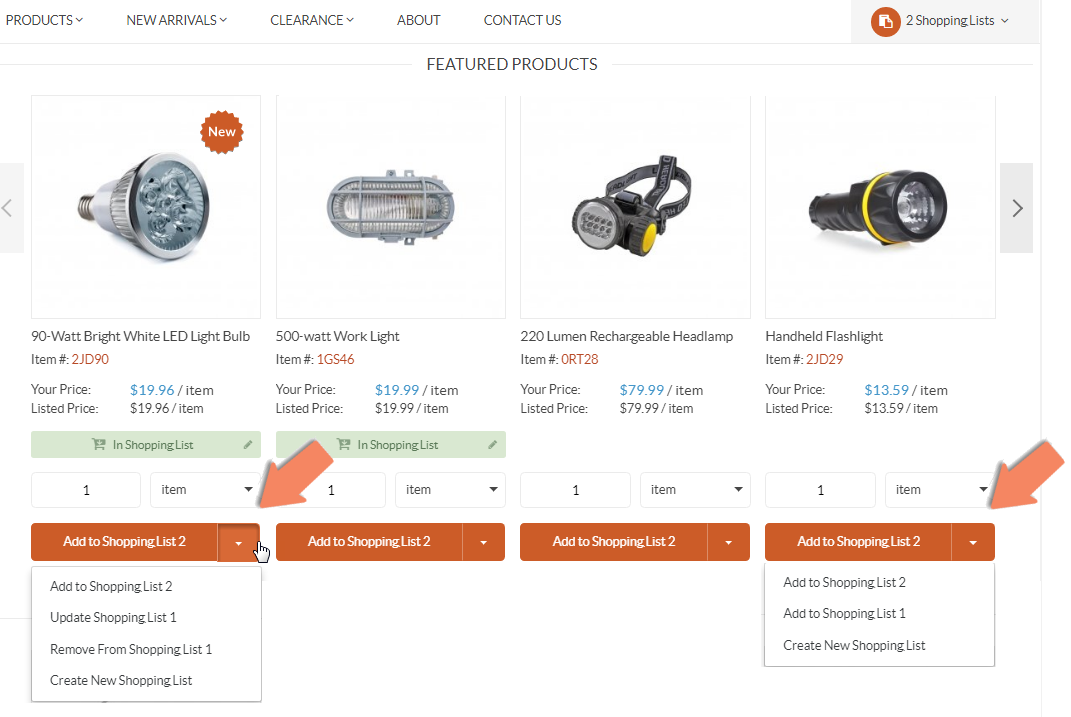 PRODUCTS NEW ARRIVALS CLEARANCE ABOUT CONTACT US 2 Shopping Lists
FEATURED PRODUCTS
New
90-Watt Bright White LED Light Bulb
Item #: 2JD90
Your Price: $19.96 / item
Listed Price: $19.96 / item
In Shopping List
1 item
Add to Shopping List 2
Add to Shopping List 2
Update Shopping List 1
Remove From Shopping List 1
Create New Shopping List
500-watt Work Light
Item #: 1GS46
Your Price: $19.99 / item
Listed Price: $19.99 / item
In Shopping List
1 item
Add to Shopping List 2
220 Lumen Rechargeable Headlamp
Item #: 0RT28
Your Price: $79.99 / item
Listed Price: $79.99 / item
1 item
Add to Shopping List 2
Handheld Flashlight
Item #: 2JD29
Your Price: $13.59 / item
Listed Price: $13.59 / item
1 item
Add to Shopping List 2
Add to Shopping List 2
Add to Shopping List 1
Create New Shopping List